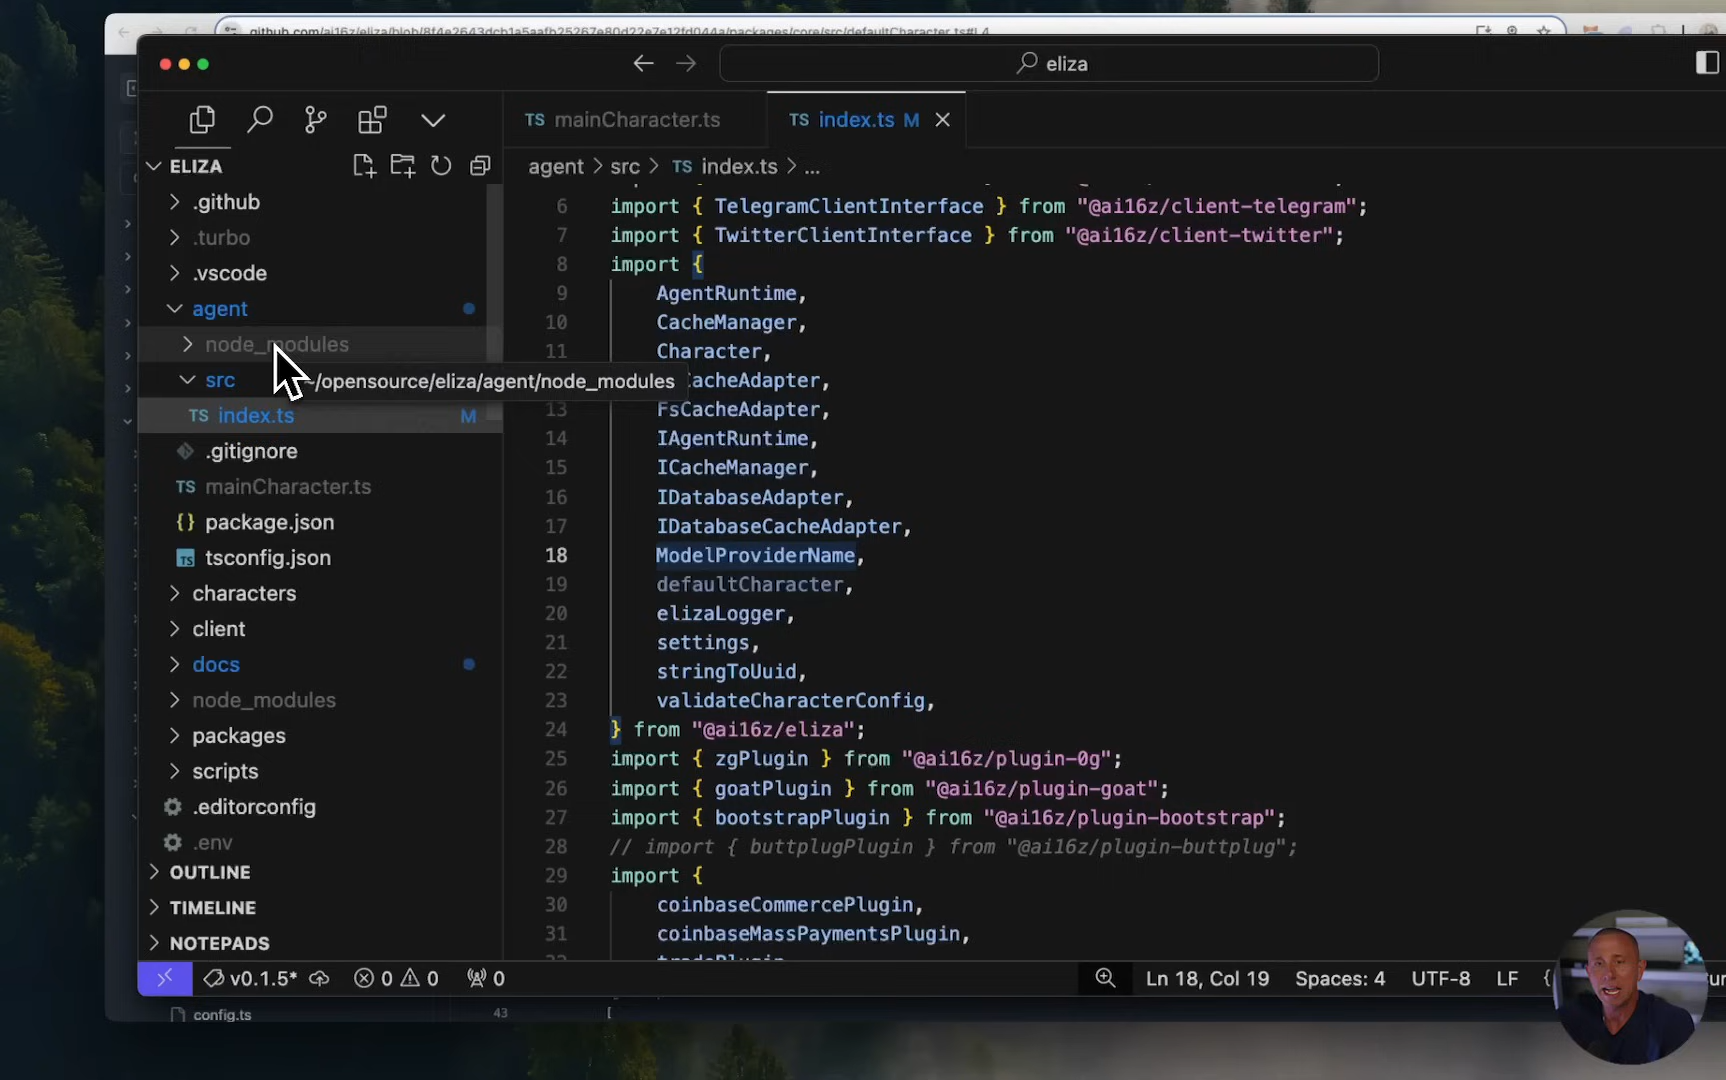 github.com/ai16z/eliza/blob/8f4e2643dcb1a5aafb25267e80d22e7e12fd044a/packages/core/src/defaultCharacter.ts#L4
eliza
TS mainCharacter.ts
TS index.ts M
ELIZA
agent > src > TS index.ts > ...
.github
.turbo
.vscode
agent
node_modules
~/opensource/eliza/agent/node_modules
src
TS index.ts M
.gitignore
TS mainCharacter.ts
{} package.json
TS tsconfig.json
characters
client
docs
node_modules
packages
scripts
.editorconfig
.env
OUTLINE
TIMELINE
NOTEPADS
6 import { TelegramClientInterface } from "@ai16z/client-telegram";
7 import { TwitterClientInterface } from "@ai16z/client-twitter";
8 import {
9 AgentRuntime,
10 CacheManager,
11 Character,
CacheAdapter,
13 FsCacheAdapter,
14 IAgentRuntime,
15 ICacheManager,
16 IDatabaseAdapter,
17 IDatabaseCacheAdapter,
18 ModelProviderName,
19 defaultCharacter,
20 elizaLogger,
21 settings,
22 stringToUuid,
23 validateCharacterConfig,
24 } from "@ai16z/eliza";
25 import { zgPlugin } from "@ai16z/plugin-0g";
26 import { goatPlugin } from "@ai16z/plugin-goat";
27 import { bootstrapPlugin } from "@ai16z/plugin-bootstrap";
28 // import { buttplugPlugin } from "@ai16z/plugin-buttplug";
29 import {
30 coinbaseCommercePlugin,
31 coinbaseMassPaymentsPlugin,
v0.1.5* 0 0 0
Ln 18, Col 19 Spaces: 4 UTF-8 LF {
config.ts
43 [